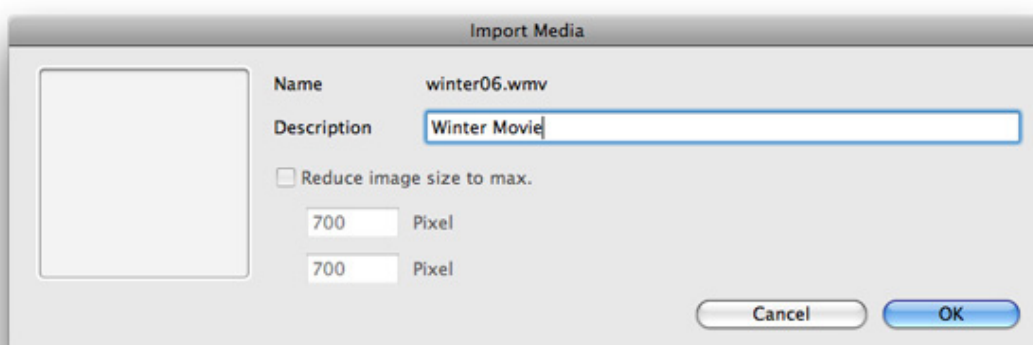 Import Media
Name winter06.wmv
Description Winter Movie
Reduce image size to max.
700 Pixel
700 Pixel
Cancel OK